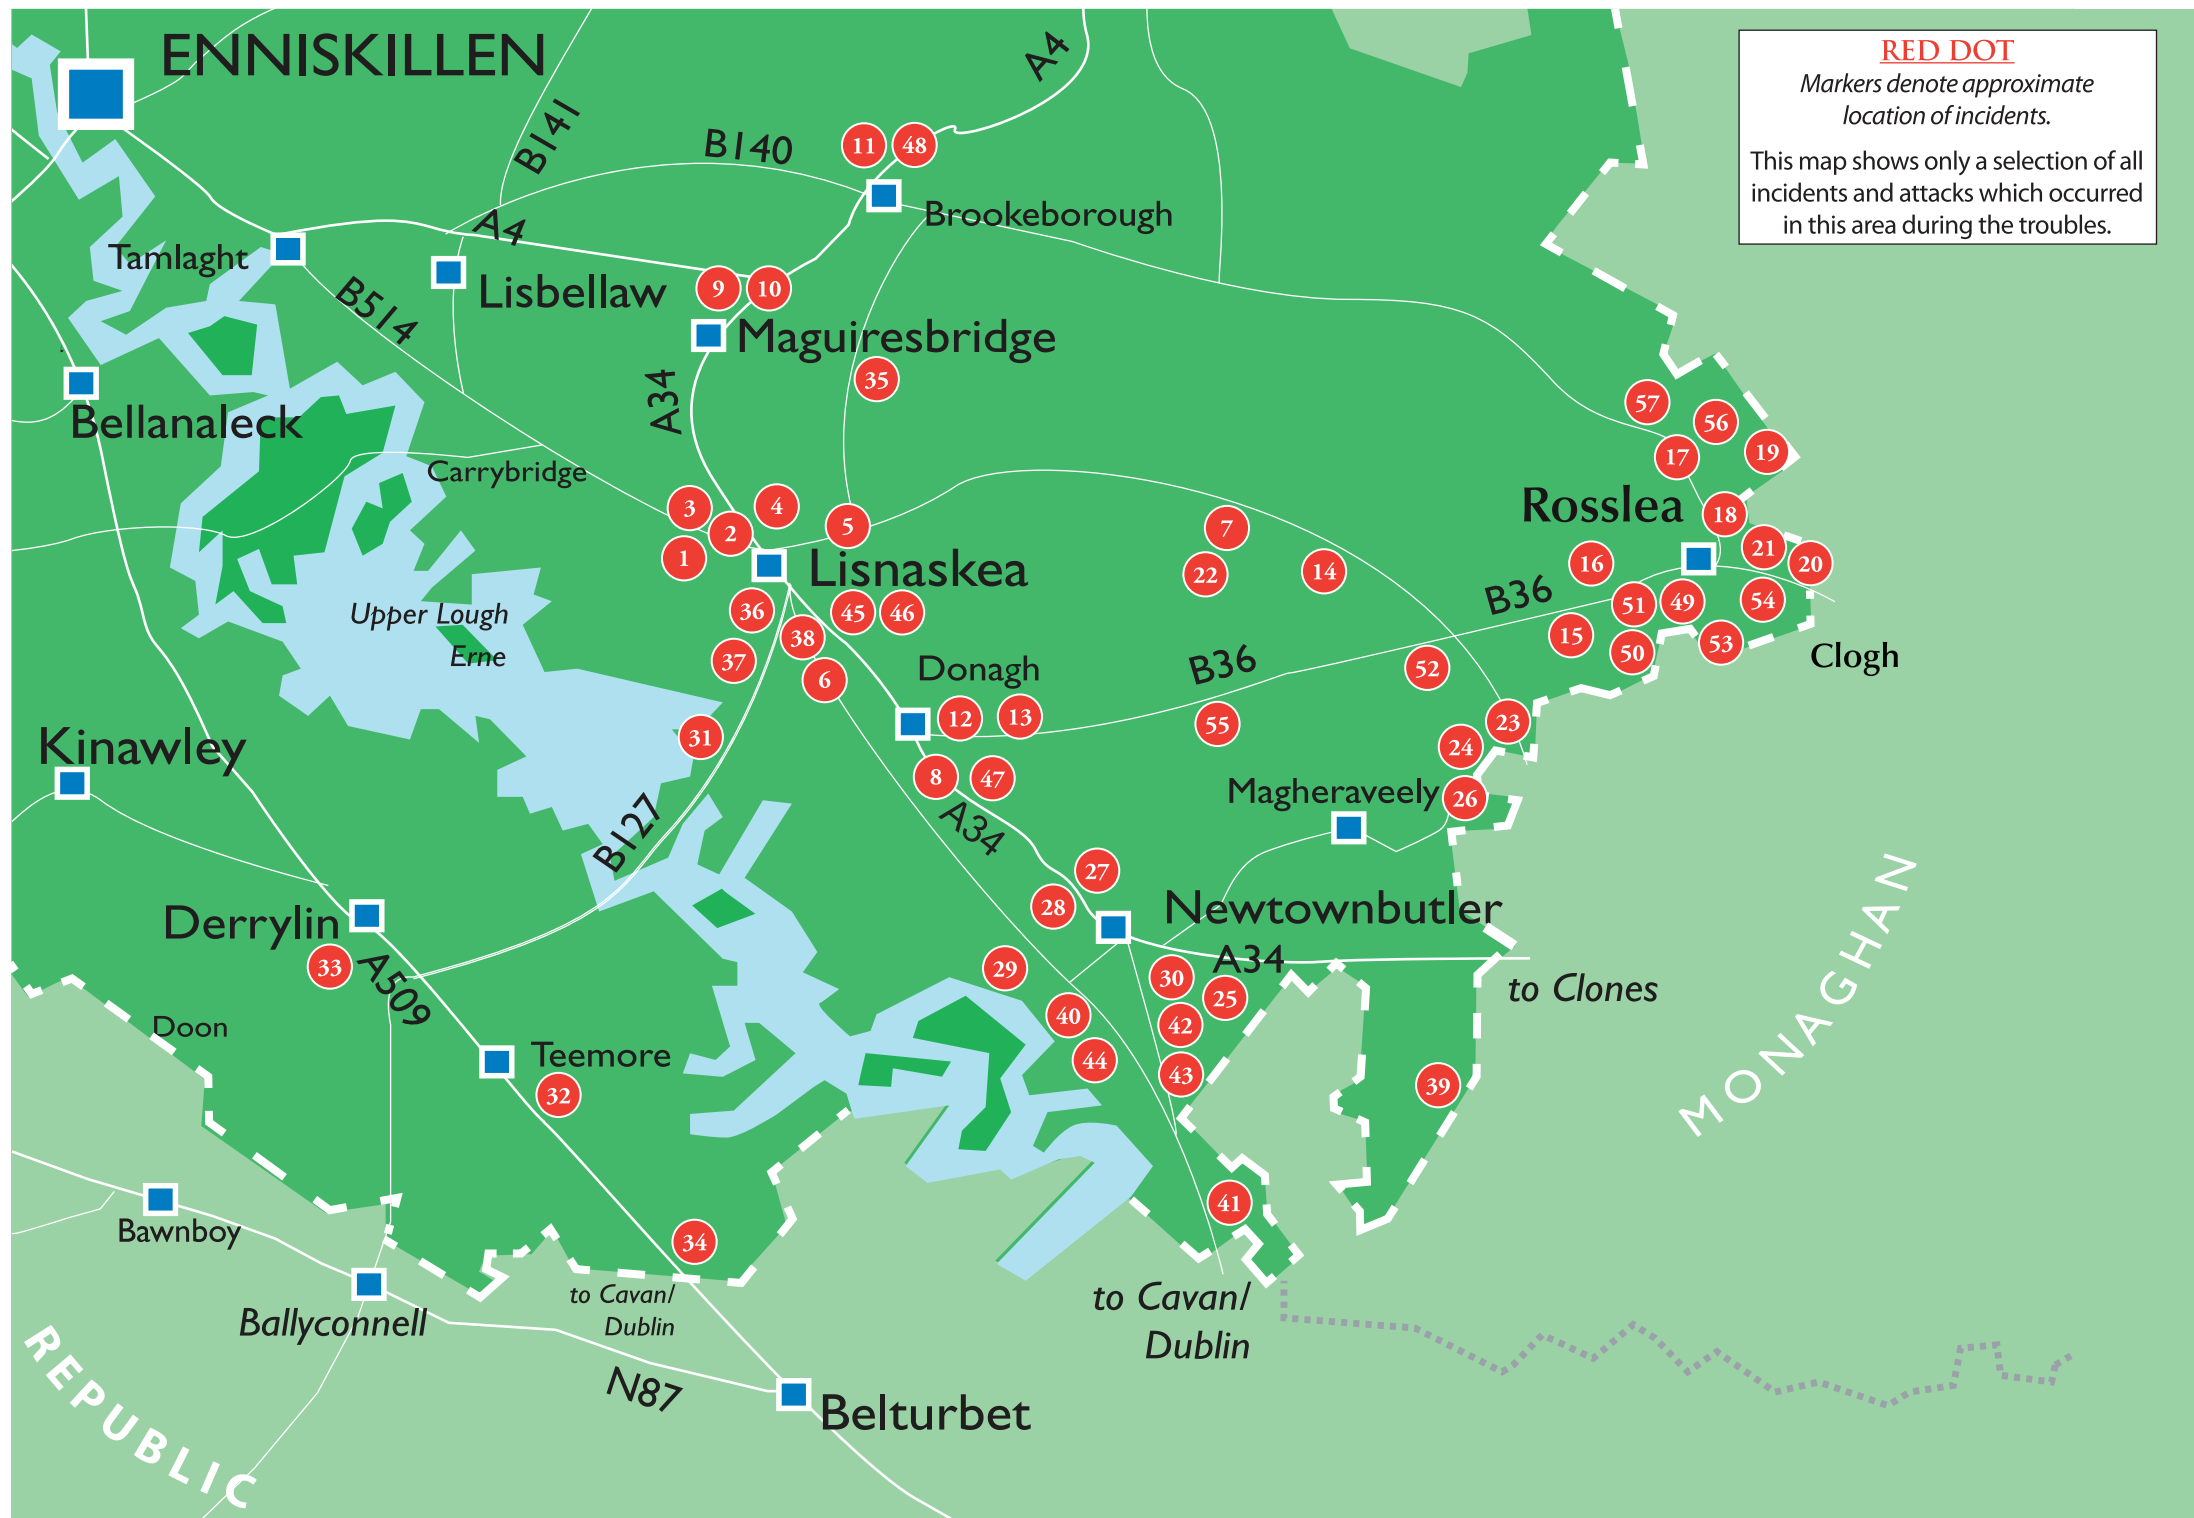 ENNISKILLEN
A4
RED DOT
Markers denote approximate
location of incidents.
This map shows only a selection of all
incidents and attacks which occurred
in this area during the troubles.
B141
B140
11
48
Brookeborough
A4
Tamlaght
Lisbellaw
B514
9
10
Maguiresbridge
A34
35
Bellanaleck
Carrybridge
57
56
17
19
Rosslea
18
3
4
2
5
1
7
22
14
16
21
20
Lisnaskea
Upper Lough
Erne
36
45
46
38
37
6
B36
51
49
54
15
50
53
Clogh
Donagh
12
13
B36
52
55
23
24
31
Kinawley
8
47
Magheraveely
26
A34
B127
27
28
Newtownbutler
A34
Derrylin
33
A509
29
30
25
to Clones
MONAGHAN
Doon
40
42
Teemore
44
43
32
39
41
Bawnboy
34
to Cavan/
Dublin
to Cavan/
Dublin
Ballyconnell
REPUBLIC
N87
Belturbet